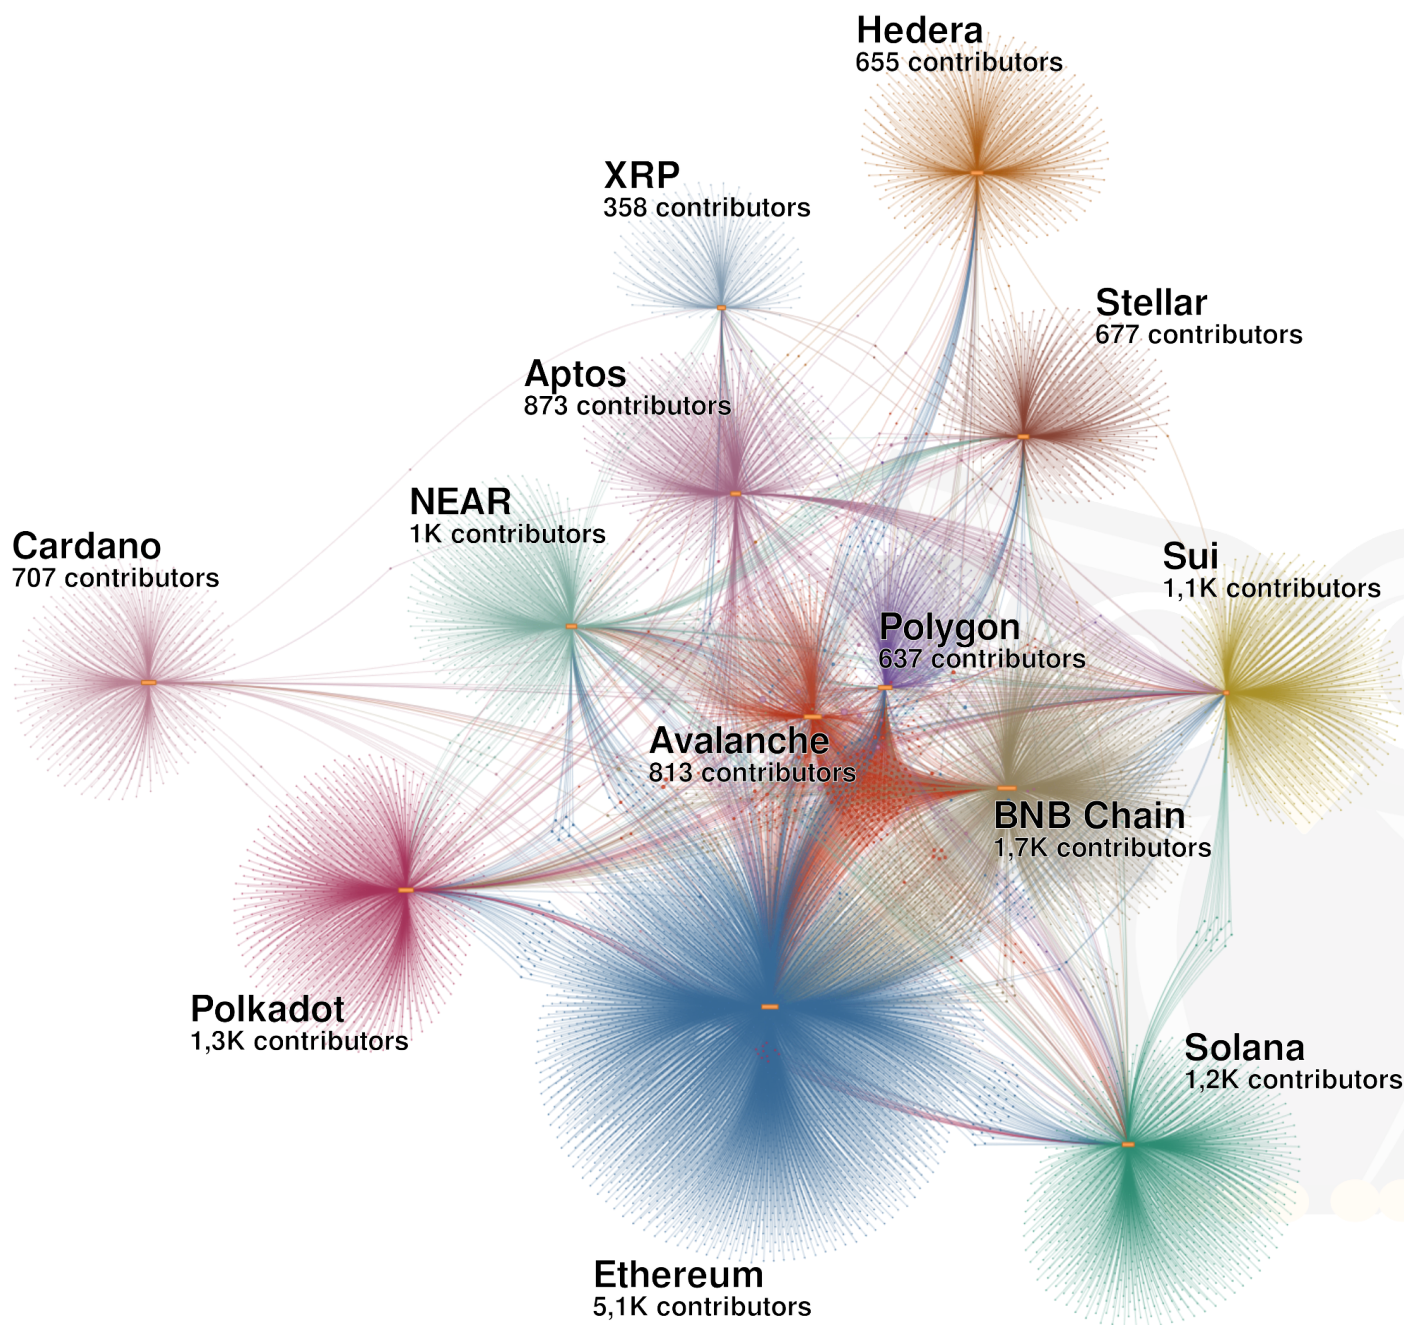 Hedera
655 contributors
XRP
358 contributors
Stellar
677 contributors
Aptos
873 contributors
NEAR
1K contributors
Cardano
707 contributors
Sui
1,1K contributors
Polygon
637 contributors
Avalanche
813 contributors
BNB Chain
1,7K contributors
Polkadot
1,3K contributors
Solana
1,2K contributors
Ethereum
5,1K contributors